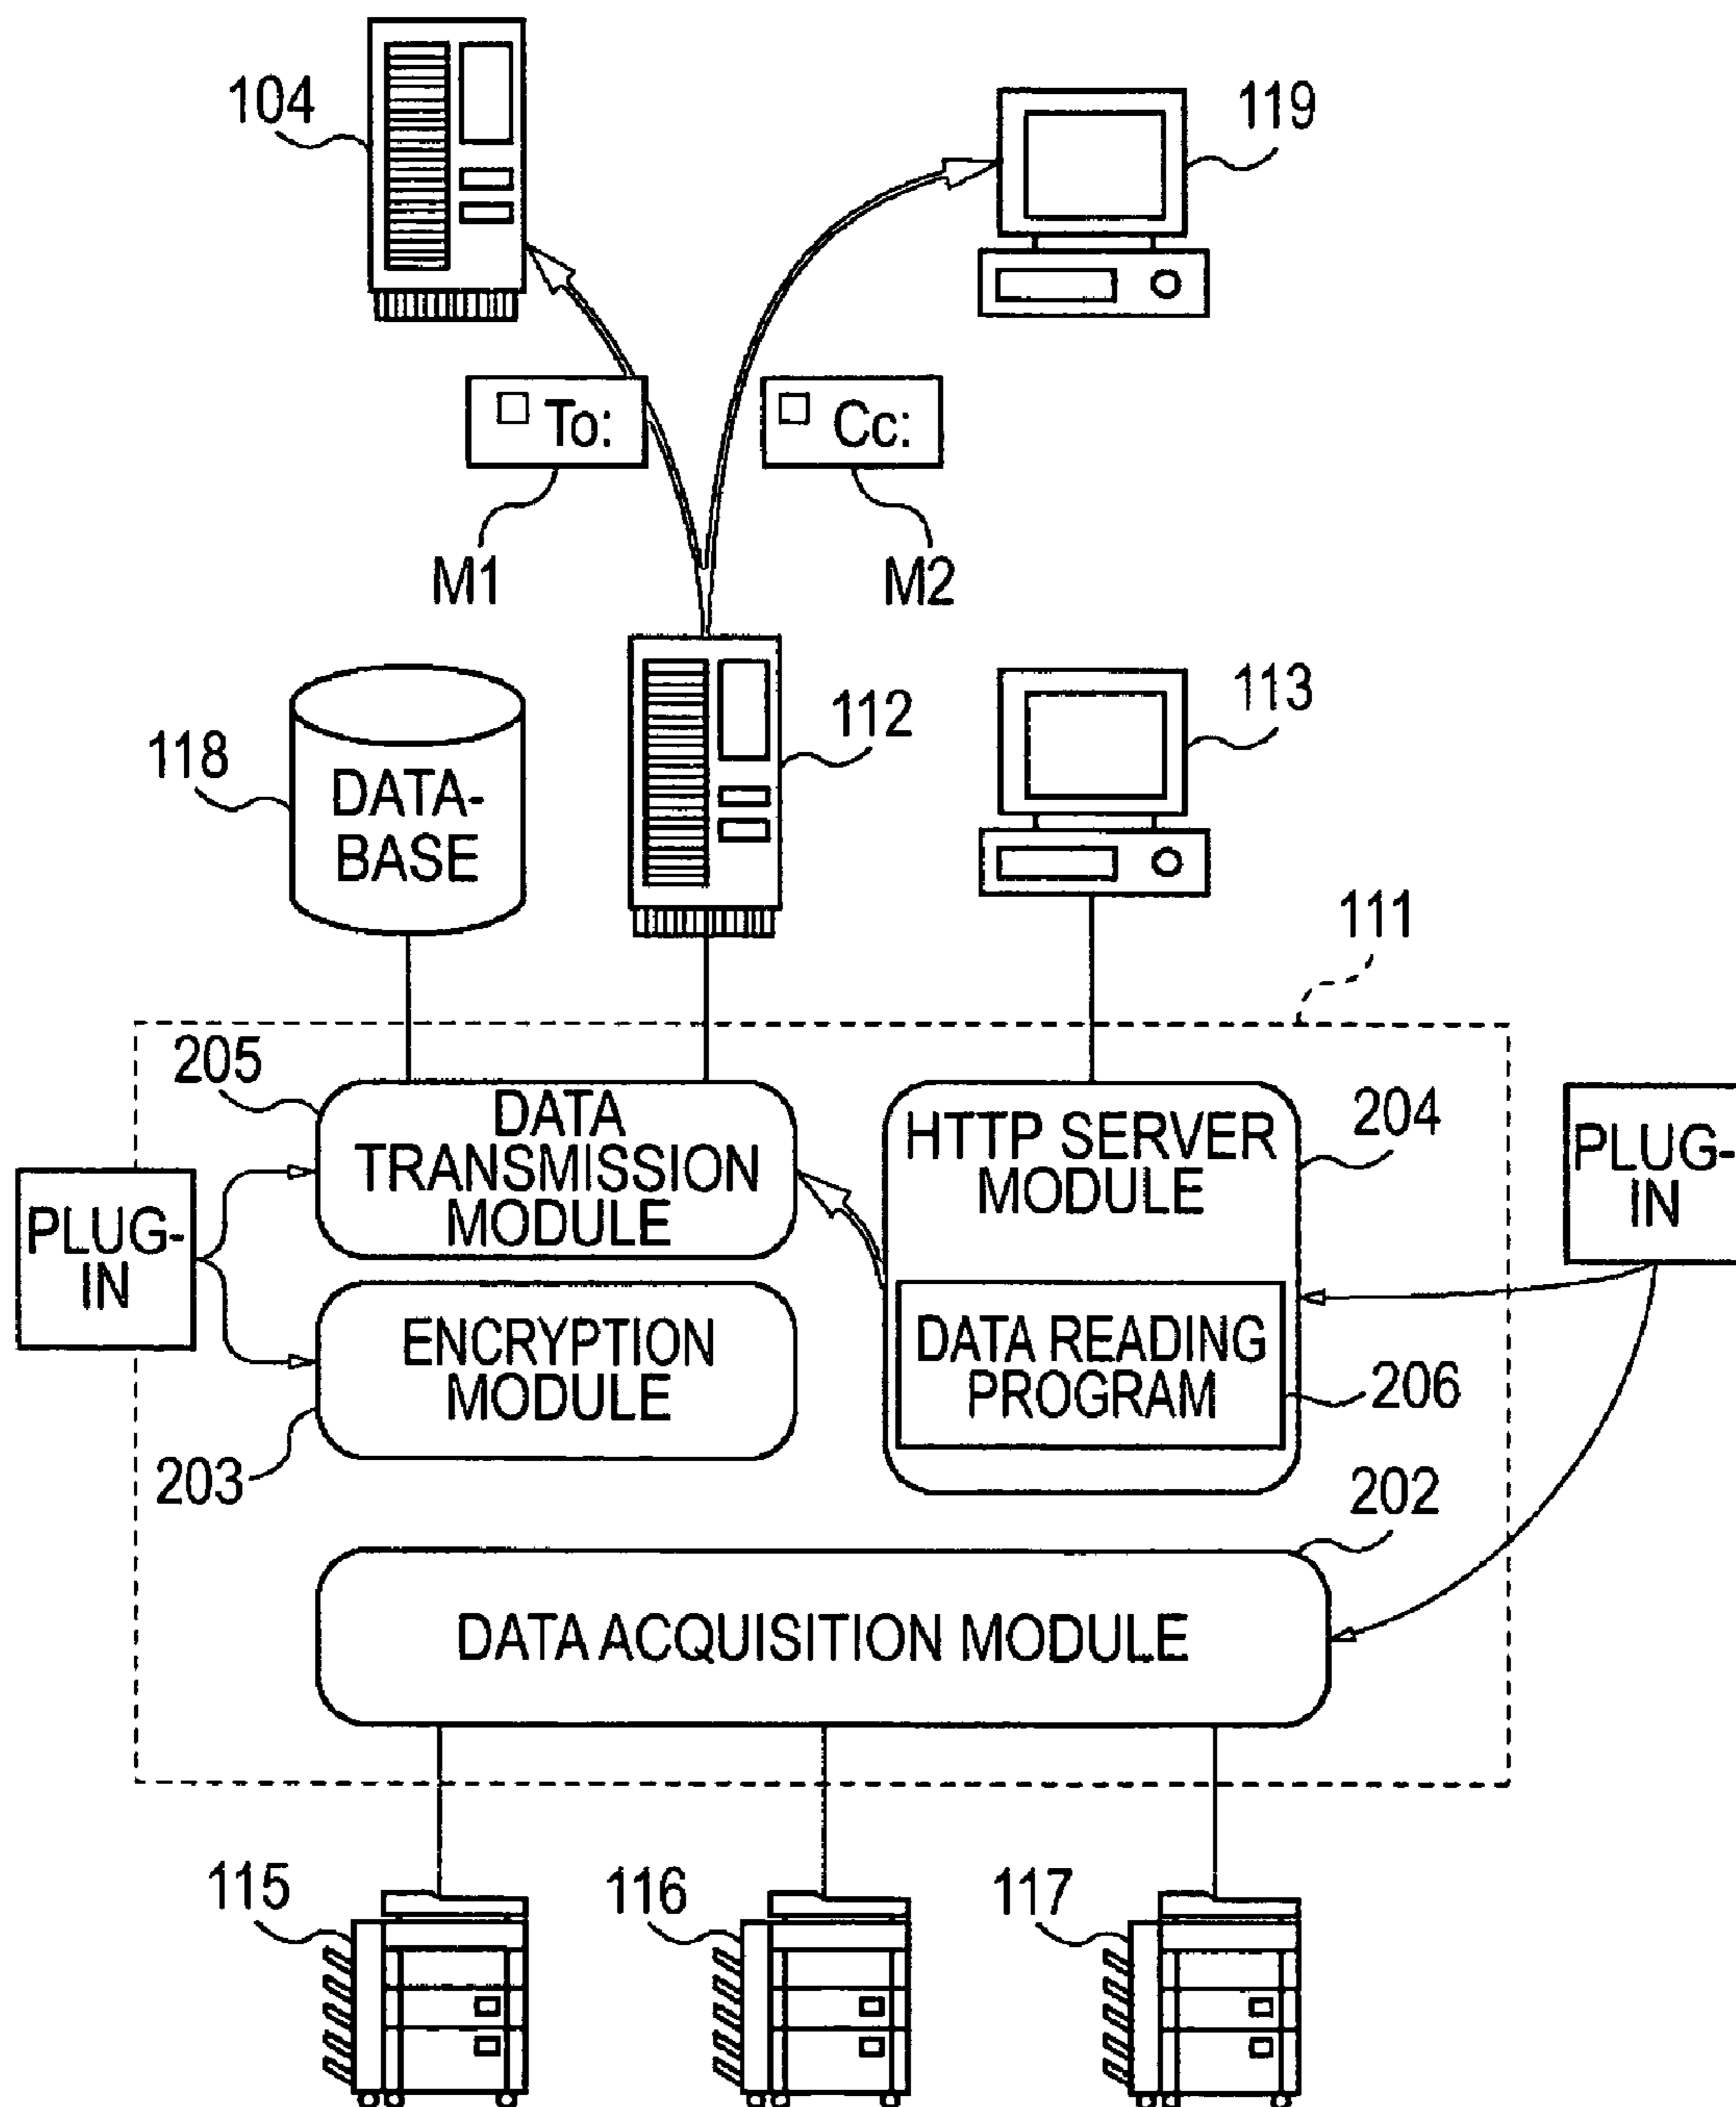 104
119
To:
Cc:
M1
M2
118
DATA-
BASE
112
113
111
205
DATA
TRANSMISSION
MODULE
HTTP SERVER
MODULE
204
PLUG-
IN
PLUG-
IN
ENCRYPTION
MODULE
203
DATA READING
PROGRAM
206
202
DATA ACQUISITION MODULE
115
116
117